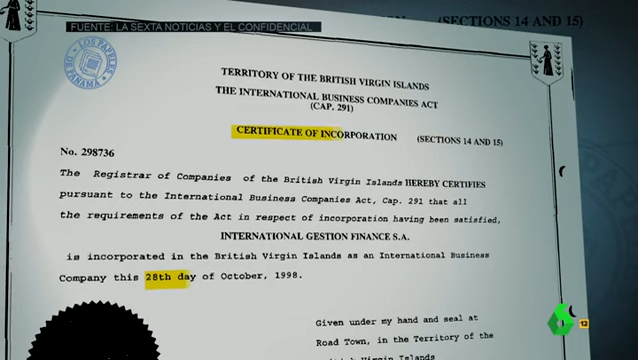 FUENTE: LA SEXTA NOTICIAS Y EL CONFIDENCIAL
(SECTIONS 14 AND 15)
LOS PAPELES DE PANAMÁ
TERRITORY OF THE BRITISH VIRGIN ISLANDS
THE INTERNATIONAL BUSINESS COMPANIES ACT
(CAP. 291)
CERTIFICATE OF INCORPORATION (SECTIONS 14 AND 15)
No. 298736
The Registrar of Companies of the British Virgin Islands HEREBY CERTIFIES
pursuant to the International Business Companies Act, Cap. 291 that all
the requirements of the Act in respect of incorporation having been satisfied,
INTERNATIONAL GESTION FINANCE S.A.
is incorporated in the British Virgin Islands as an International Business
Company this 28th day of October, 1998.
Given under my hand and seal at
Road Town, in the Territory of the
British Virgin Islands
12